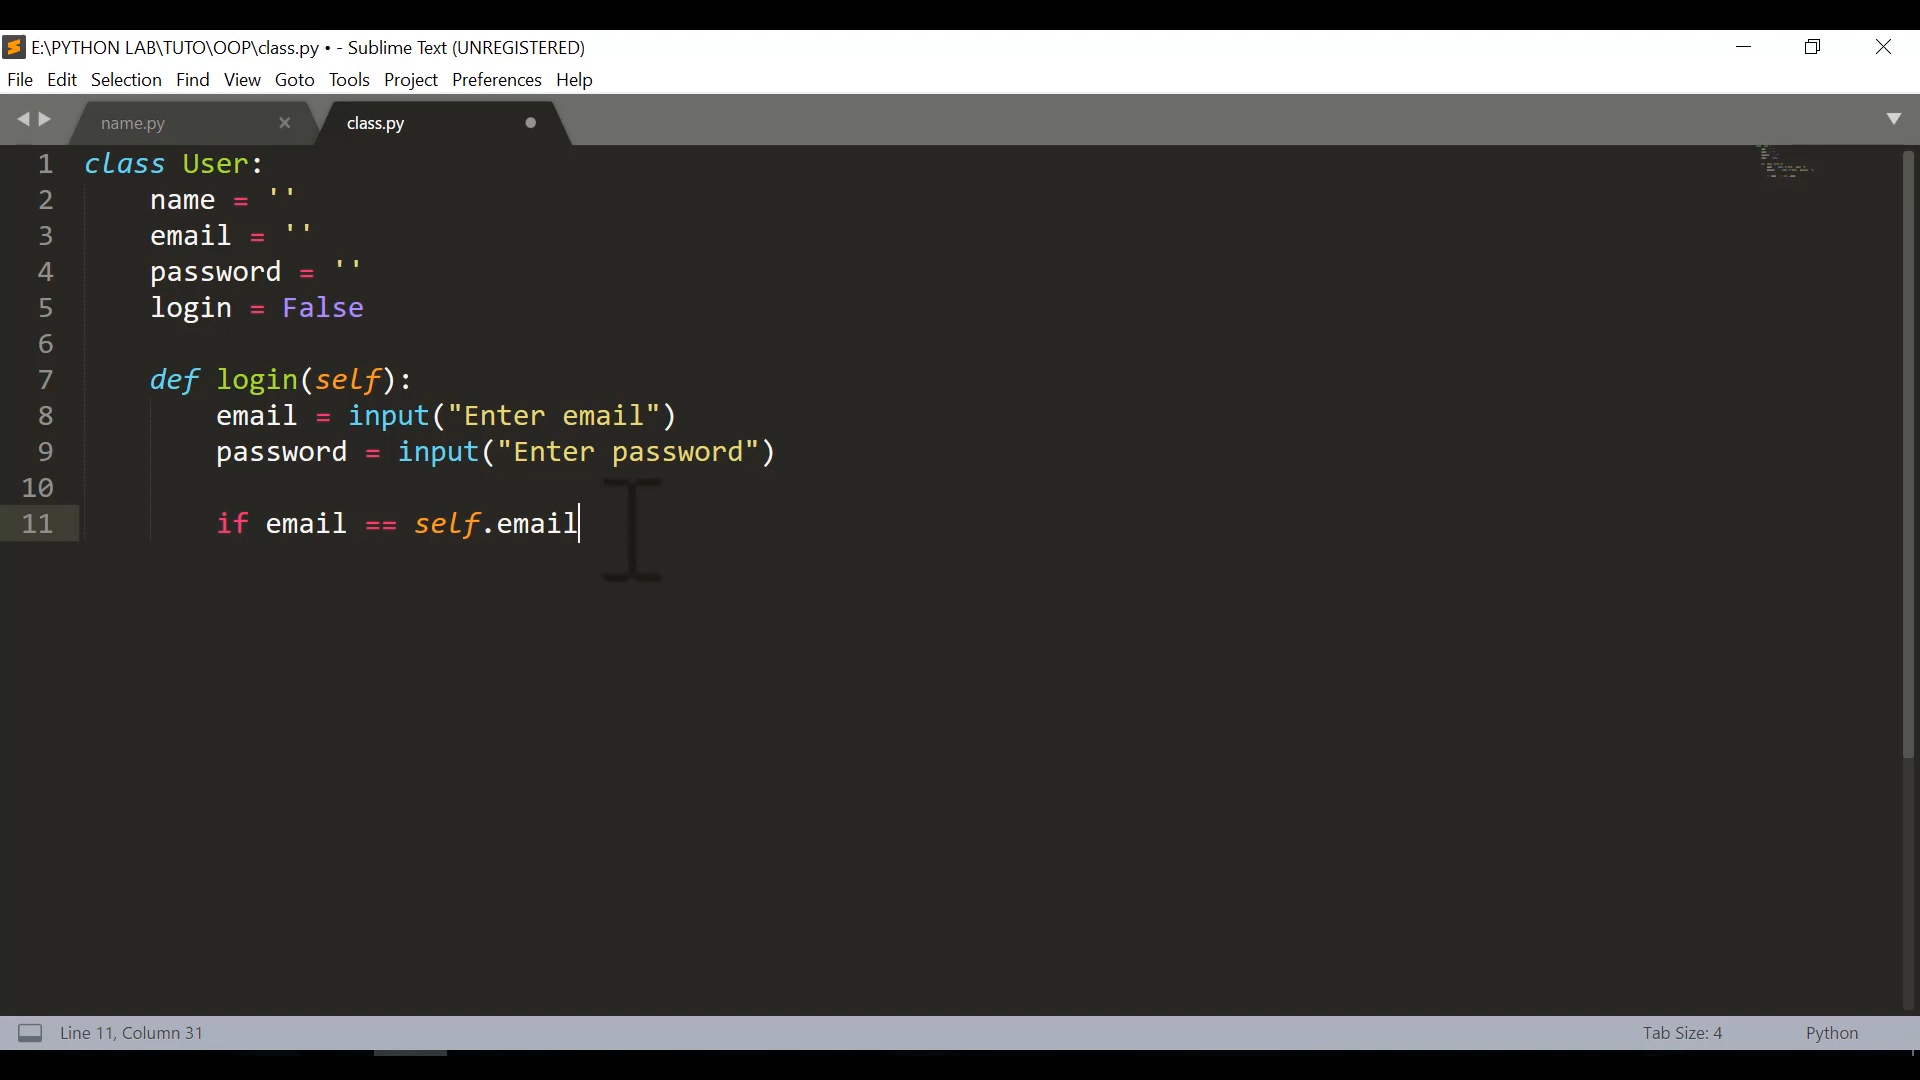 E:\PYTHON LAB\TUTO\OOP\class.py • - Sublime Text (UNREGISTERED)
File Edit Selection Find View Goto Tools Project Preferences Help
name.py × class.py
1 class User:
2     name = ''
3     email = ''
4     password = ''
5     login = False
6
7     def login(self):
8         email = input("Enter email")
9         password = input("Enter password")
10
11         if email == self.email
Line 11, Column 31 Tab Size: 4 Python